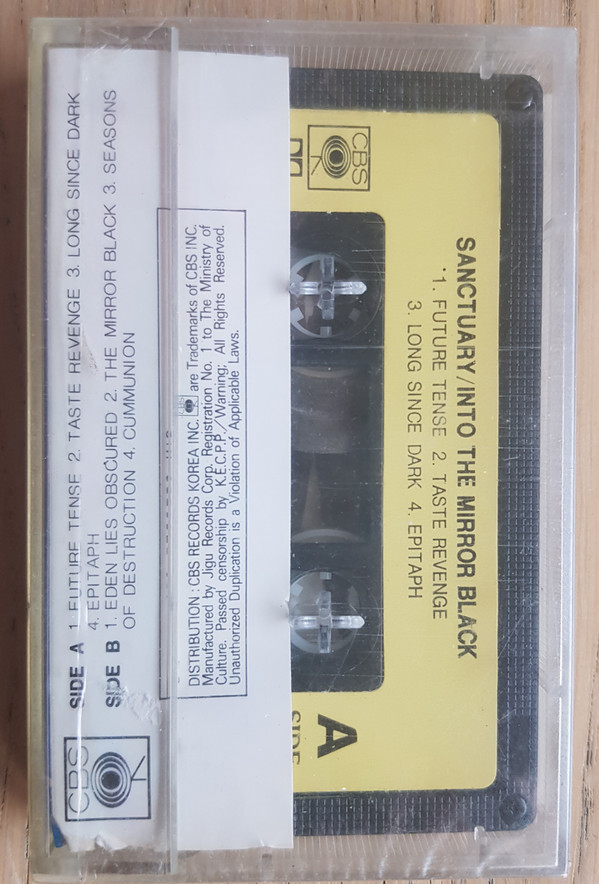 CBS
SIDE A 1. FUTURE TENSE 2. TASTE REVENGE 3. LONG SINCE DARK
4. EPITAPH
SIDE B 1. EDEN LIES OBSCURED 2. THE MIRROR BLACK 3. SEASONS
OF DESTRUCTION 4. CUMMUNION
DISTRIBUTION : CBS RECORDS KOREA INC. are Trademarks of CBS INC.
Manufactured by Jigu Records Corp. Registration No. 1 to The Ministry of
Culture. Passed censorship by K.E.C.P.P./Warning; All Rights Reserved.
Unauthorized Duplication is a Violation of Applicable Laws.
CBS
SANCTUARY/INTO THE MIRROR BLACK
1. FUTURE TENSE 2. TASTE REVENGE
3. LONG SINCE DARK 4. EPITAPH
SIDE
A